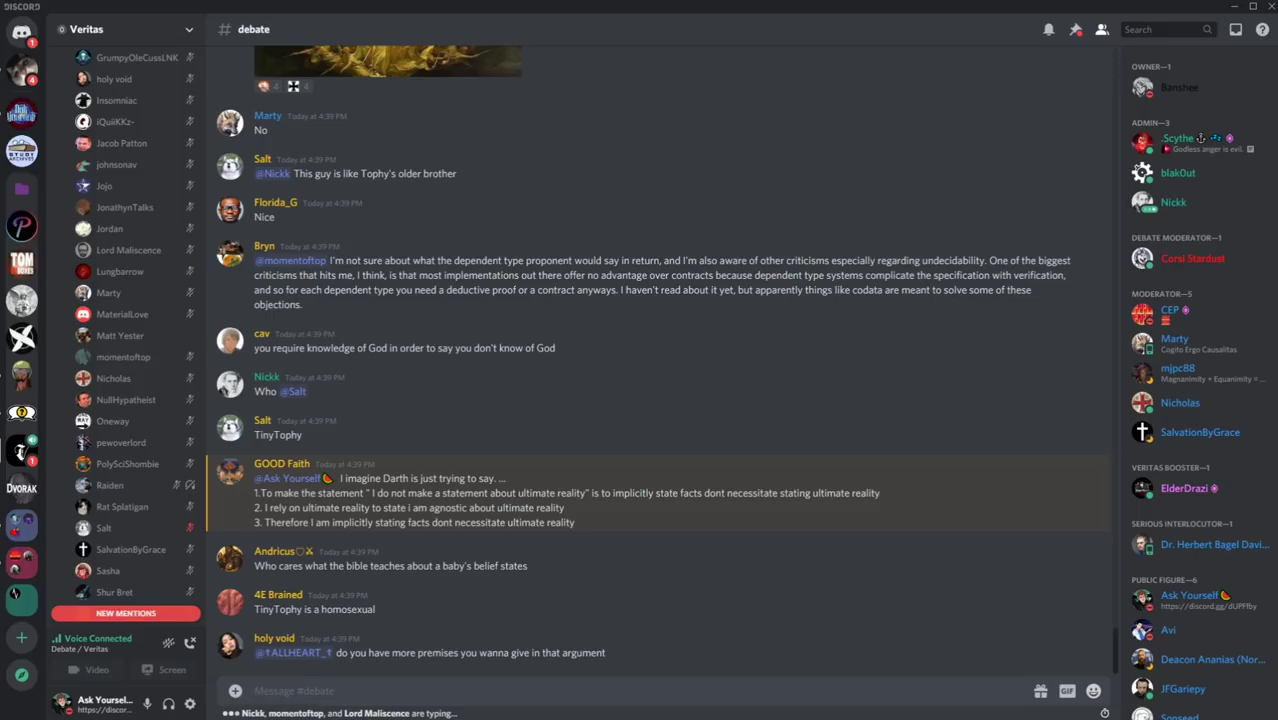 DISCORD
Veritas
# debate
Search
GrumpyOleCussLNK
holy void
Insomniac
iQuiiKKz-
Jacob Patton
johnsonav
Jojo
JonathynTalks
Jordan
Lord Maliscence
Lungbarrow
Marty
MaterialLove
Matt Yester
momentoftop
Nicholas
NullHypatheist
Oneway
pewoverlord
PolySciShombie
Raiden
Rat Splatigan
Salt
SalvationByGrace
Sasha
Shur Bret
NEW MENTIONS
Voice Connected
Debate / Veritas
Video
Screen
Ask Yoursel...
https://discor...
4 4
Marty Today at 4:39 PM
No
Salt Today at 4:39 PM
@Nickk This guy is like Tophy's older brother
Florida_G Today at 4:39 PM
Nice
Bryn Today at 4:39 PM
@momentoftop I'm not sure about what the dependent type proponent would say in return, and I'm also aware of other criticisms especially regarding undecidability. One of the biggest
criticisms that hits me, I think, is that most implementations out there offer no advantage over contracts because dependent type systems complicate the specification with verification,
and so for each dependent type you need a deductive proof or a contract anyways. I haven't read about it yet, but apparently things like codata are meant to solve some of these
objections.
cav Today at 4:39 PM
you require knowledge of God in order to say you don't know of God
Nickk Today at 4:39 PM
Who @Salt
Salt Today at 4:39 PM
TinyTophy
GOOD Faith Today at 4:39 PM
@Ask Yourself🍉 I imagine Darth is just trying to say. ...
1.To make the statement " I do not make a statement about ultimate reality" is to implicitly state facts dont necessitate stating ultimate reality
2. I rely on ultimate reality to state i am agnostic about ultimate reality
3. Therefore I am implicitly stating facts dont necessitate ultimate reality
Andricus🛡⚔ Today at 4:39 PM
Who cares what the bible teaches about a baby's belief states
4E Brained Today at 4:39 PM
TinyTophy is a homosexual
holy void Today at 4:39 PM
@†ALLHEART_† do you have more premises you wanna give in that argument
Message #debate
GIF
Nickk, momentoftop, and Lord Maliscence are typing...
OWNER—1
Banshee
ADMIN—3
.Scythe
Godless anger is evil.
blak0ut
Nickk
DEBATE MODERATOR—1
Corsi Stardust
MODERATOR—5
CEP
Marty
Cogito Ergo Causalitas
mjpc88
Magnanimity + Equanimity = ...
Nicholas
SalvationByGrace
VERITAS BOOSTER—1
ElderDrazi
SERIOUS INTERLOCUTOR—1
Dr. Herbert Bagel Davi...
PUBLIC FIGURE—6
Ask Yourself🍉
https://discord.gg/dUPFfby
Avi
Deacon Ananias (Nor...
JFGariepy
1
4
TOM
BOXES
STUDY
ARCHIVES
DVORAK
1